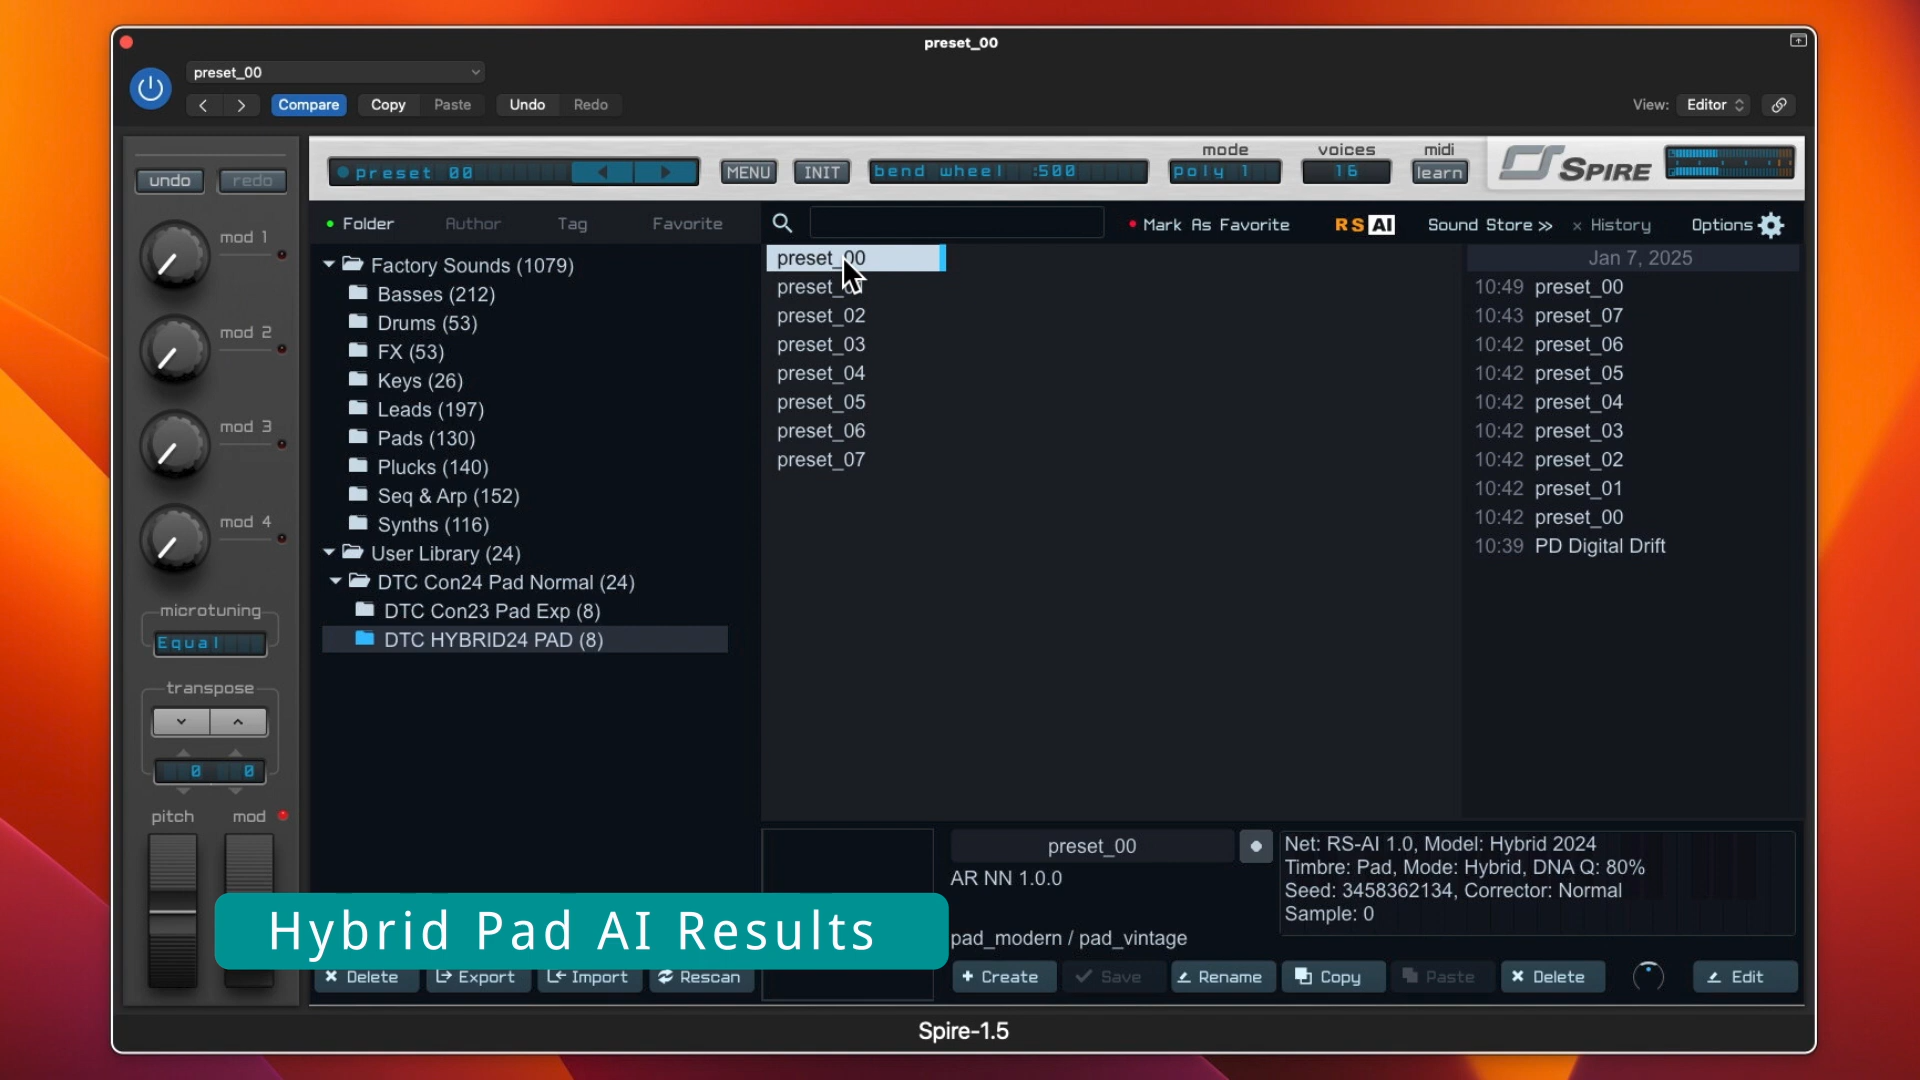 preset_00
preset_00
Compare Copy Paste Undo Redo
View: Editor
undo redo
mod 1
mod 2
mod 3
mod 4
microtuning
Equal
transpose
0 0
pitch mod
preset 00 MENU INIT bend wheel :500
mode
poly 1
voices
16
midi
learn
SPIRE
Folder Author Tag Favorite
Mark As Favorite RS AI Sound Store >> × History Options
Factory Sounds (1079)
Basses (212)
Drums (53)
FX (53)
Keys (26)
Leads (197)
Pads (130)
Plucks (140)
Seq & Arp (152)
Synths (116)
User Library (24)
DTC Con24 Pad Normal (24)
DTC Con23 Pad Exp (8)
DTC HYBRID24 PAD (8)
preset_00
preset_
preset_02
preset_03
preset_04
preset_05
preset_06
preset_07
Jan 7, 2025
10:49 preset_00
10:43 preset_07
10:42 preset_06
10:42 preset_05
10:42 preset_04
10:42 preset_03
10:42 preset_02
10:42 preset_01
10:42 preset_00
10:39 PD Digital Drift
preset_00
AR NN 1.0.0
pad_modern / pad_vintage
Net: RS-AI 1.0, Model: Hybrid 2024
Timbre: Pad, Mode: Hybrid, DNA Q: 80%
Seed: 3458362134, Corrector: Normal
Sample: 0
Hybrid Pad AI Results
Delete Export Import Rescan
+ Create Save Rename Copy Paste Delete Edit
Spire-1.5